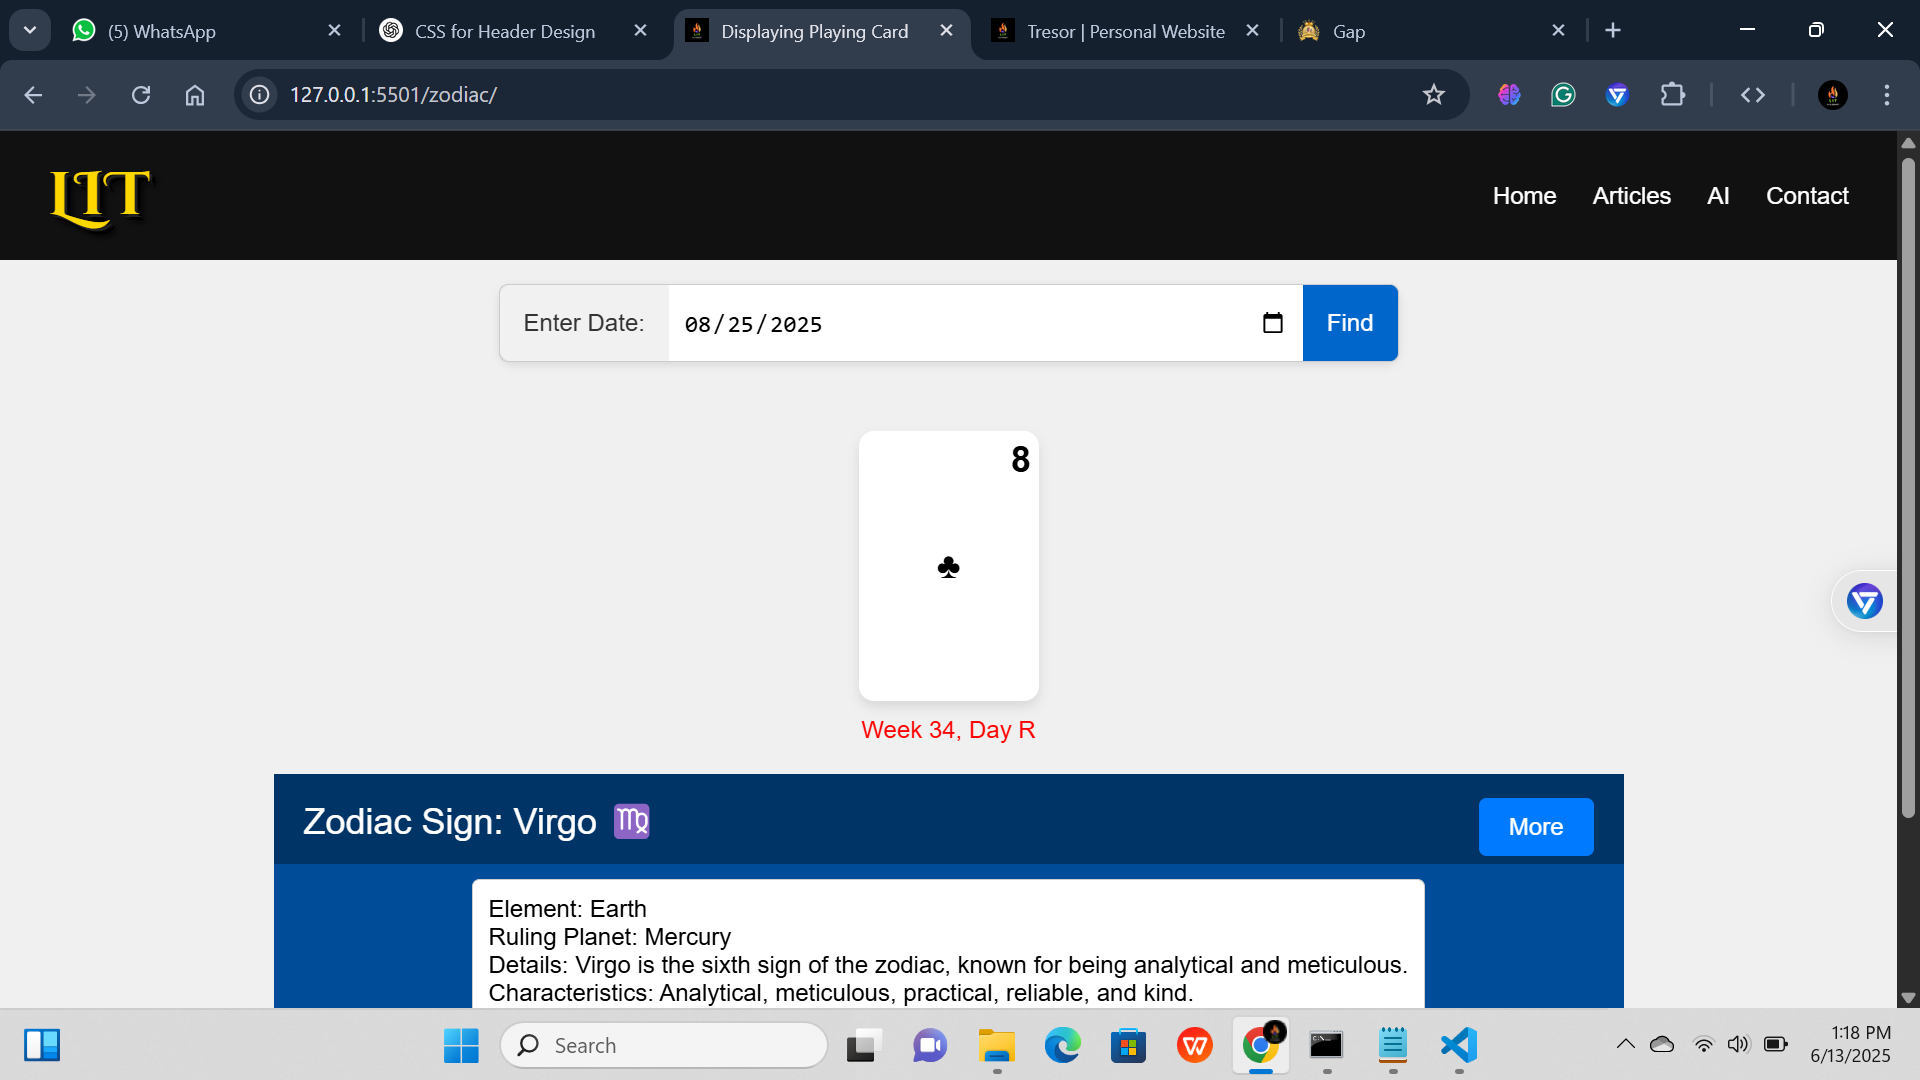 (5) WhatsApp
CSS for Header Design
Displaying Playing Card
Tresor | Personal Website
Gap
127.0.0.1:5501/zodiac/
LIT
Home Articles AI Contact
Enter Date: 08/25/2025 Find
8
♣
Week 34, Day R
Zodiac Sign: Virgo ♍
More
Element: Earth
Ruling Planet: Mercury
Details: Virgo is the sixth sign of the zodiac, known for being analytical and meticulous.
Characteristics: Analytical, meticulous, practical, reliable, and kind.
Search
1:18 PM
6/13/2025